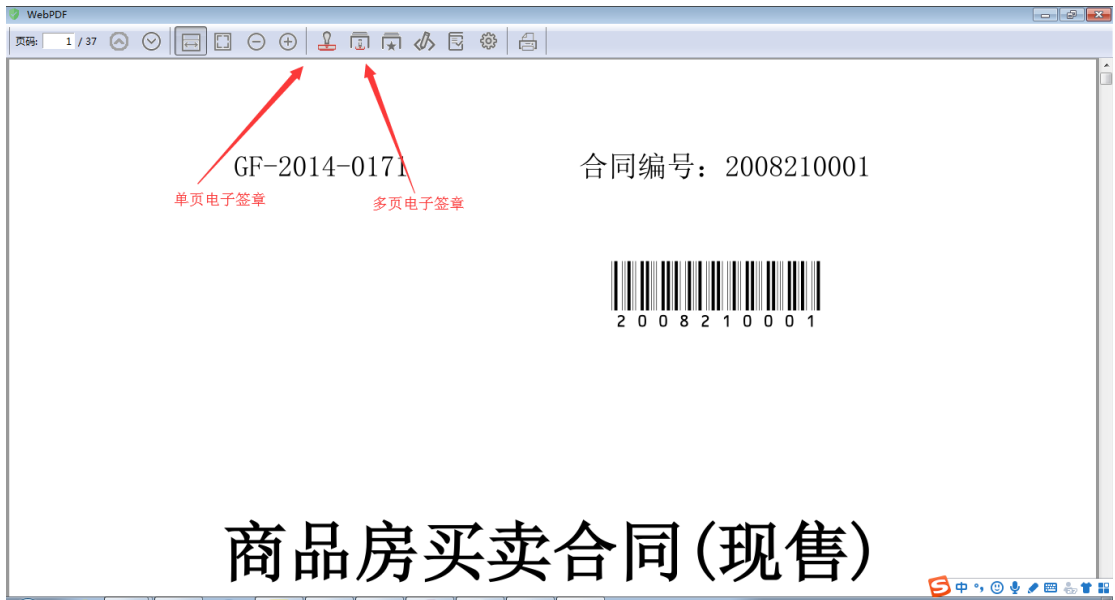 WebPDF
页码: 1 / 37
GF-2014-0171 合同编号: 2008210001
单页电子签章 多页电子签章
2008210001
商品房买卖合同(现售)
中